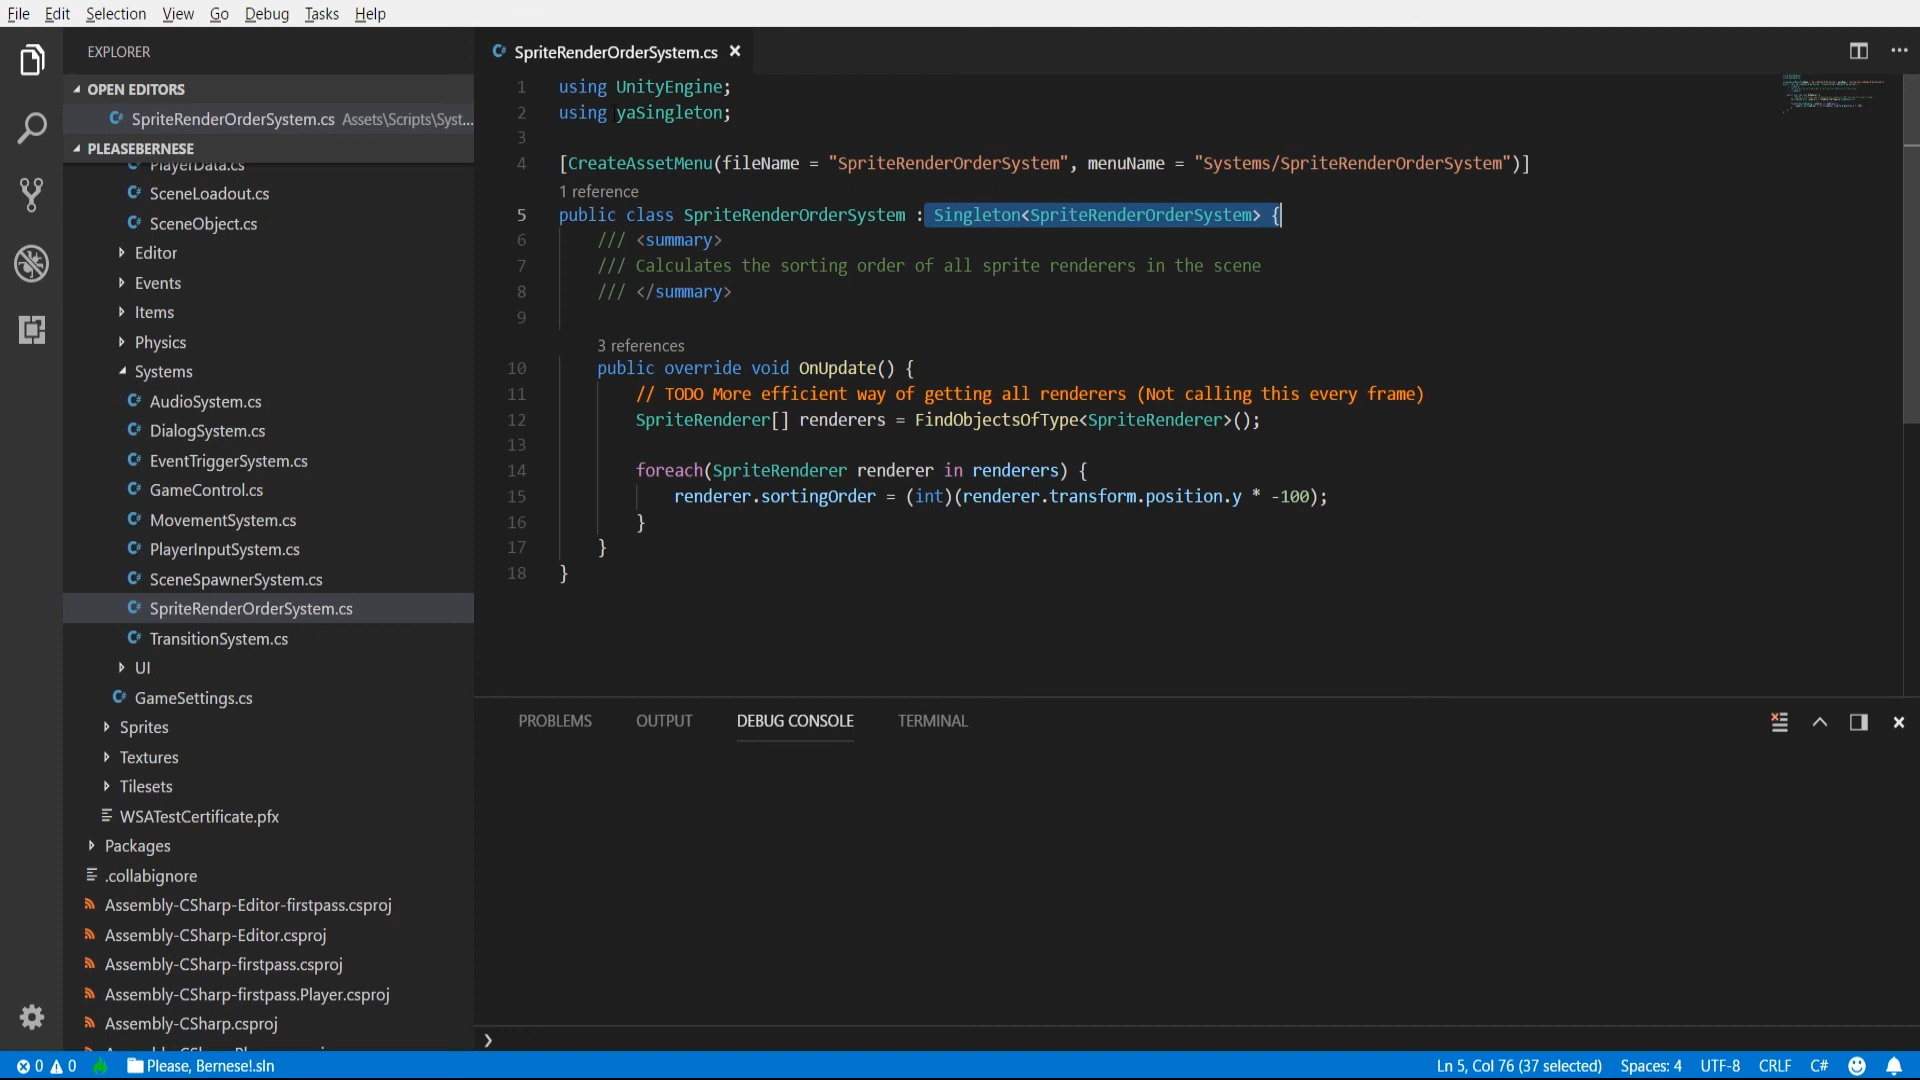 File Edit Selection View Go Debug Tasks Help
EXPLORER
OPEN EDITORS
SpriteRenderOrderSystem.cs Assets\Scripts\Syst...
PLEASEBERNESE
PlayerData.cs
SceneLoadout.cs
SceneObject.cs
Editor
Events
Items
Physics
Systems
AudioSystem.cs
DialogSystem.cs
EventTriggerSystem.cs
GameControl.cs
MovementSystem.cs
PlayerInputSystem.cs
SceneSpawnerSystem.cs
SpriteRenderOrderSystem.cs
TransitionSystem.cs
UI
GameSettings.cs
Sprites
Textures
Tilesets
WSATestCertificate.pfx
Packages
.collabignore
Assembly-CSharp-Editor-firstpass.csproj
Assembly-CSharp-Editor.csproj
Assembly-CSharp-firstpass.csproj
Assembly-CSharp-firstpass.Player.csproj
Assembly-CSharp.csproj
SpriteRenderOrderSystem.cs
1 using UnityEngine;
2 using yaSingleton;
3
4 [CreateAssetMenu(fileName = "SpriteRenderOrderSystem", menuName = "Systems/SpriteRenderOrderSystem")]
1 reference
5 public class SpriteRenderOrderSystem : Singleton<SpriteRenderOrderSystem> {
6 /// <summary>
7 /// Calculates the sorting order of all sprite renderers in the scene
8 /// </summary>
9
3 references
10 public override void OnUpdate() {
11 // TODO More efficient way of getting all renderers (Not calling this every frame)
12 SpriteRenderer[] renderers = FindObjectsOfType<SpriteRenderer>();
13
14 foreach(SpriteRenderer renderer in renderers) {
15 renderer.sortingOrder = (int)(renderer.transform.position.y * -100);
16 }
17 }
18 }
PROBLEMS OUTPUT DEBUG CONSOLE TERMINAL
0 0 Please, Bernese!.sln Ln 5, Col 76 (37 selected) Spaces: 4 UTF-8 CRLF C#